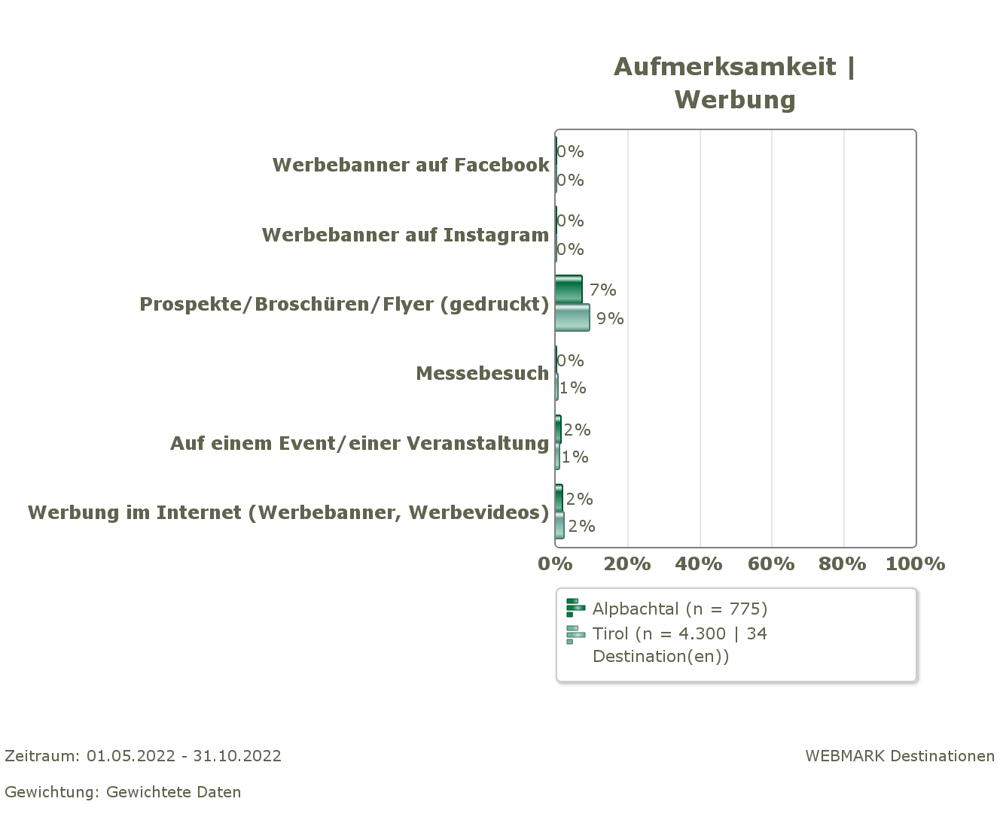 Aufmerksamkeit |
Werbung
Werbebanner auf Facebook
0%
0%
Werbebanner auf Instagram
0%
0%
Prospekte/Broschüren/Flyer (gedruckt)
7%
9%
Messebesuch
0%
1%
Auf einem Event/einer Veranstaltung
2%
1%
Werbung im Internet (Werbebanner, Werbevideos)
2%
2%
0% 20% 40% 60% 80% 100%
Alpbachtal (n = 775)
Tirol (n = 4.300 | 34
Destination(en))
Zeitraum: 01.05.2022 - 31.10.2022
WEBMARK Destinationen
Gewichtung: Gewichtete Daten